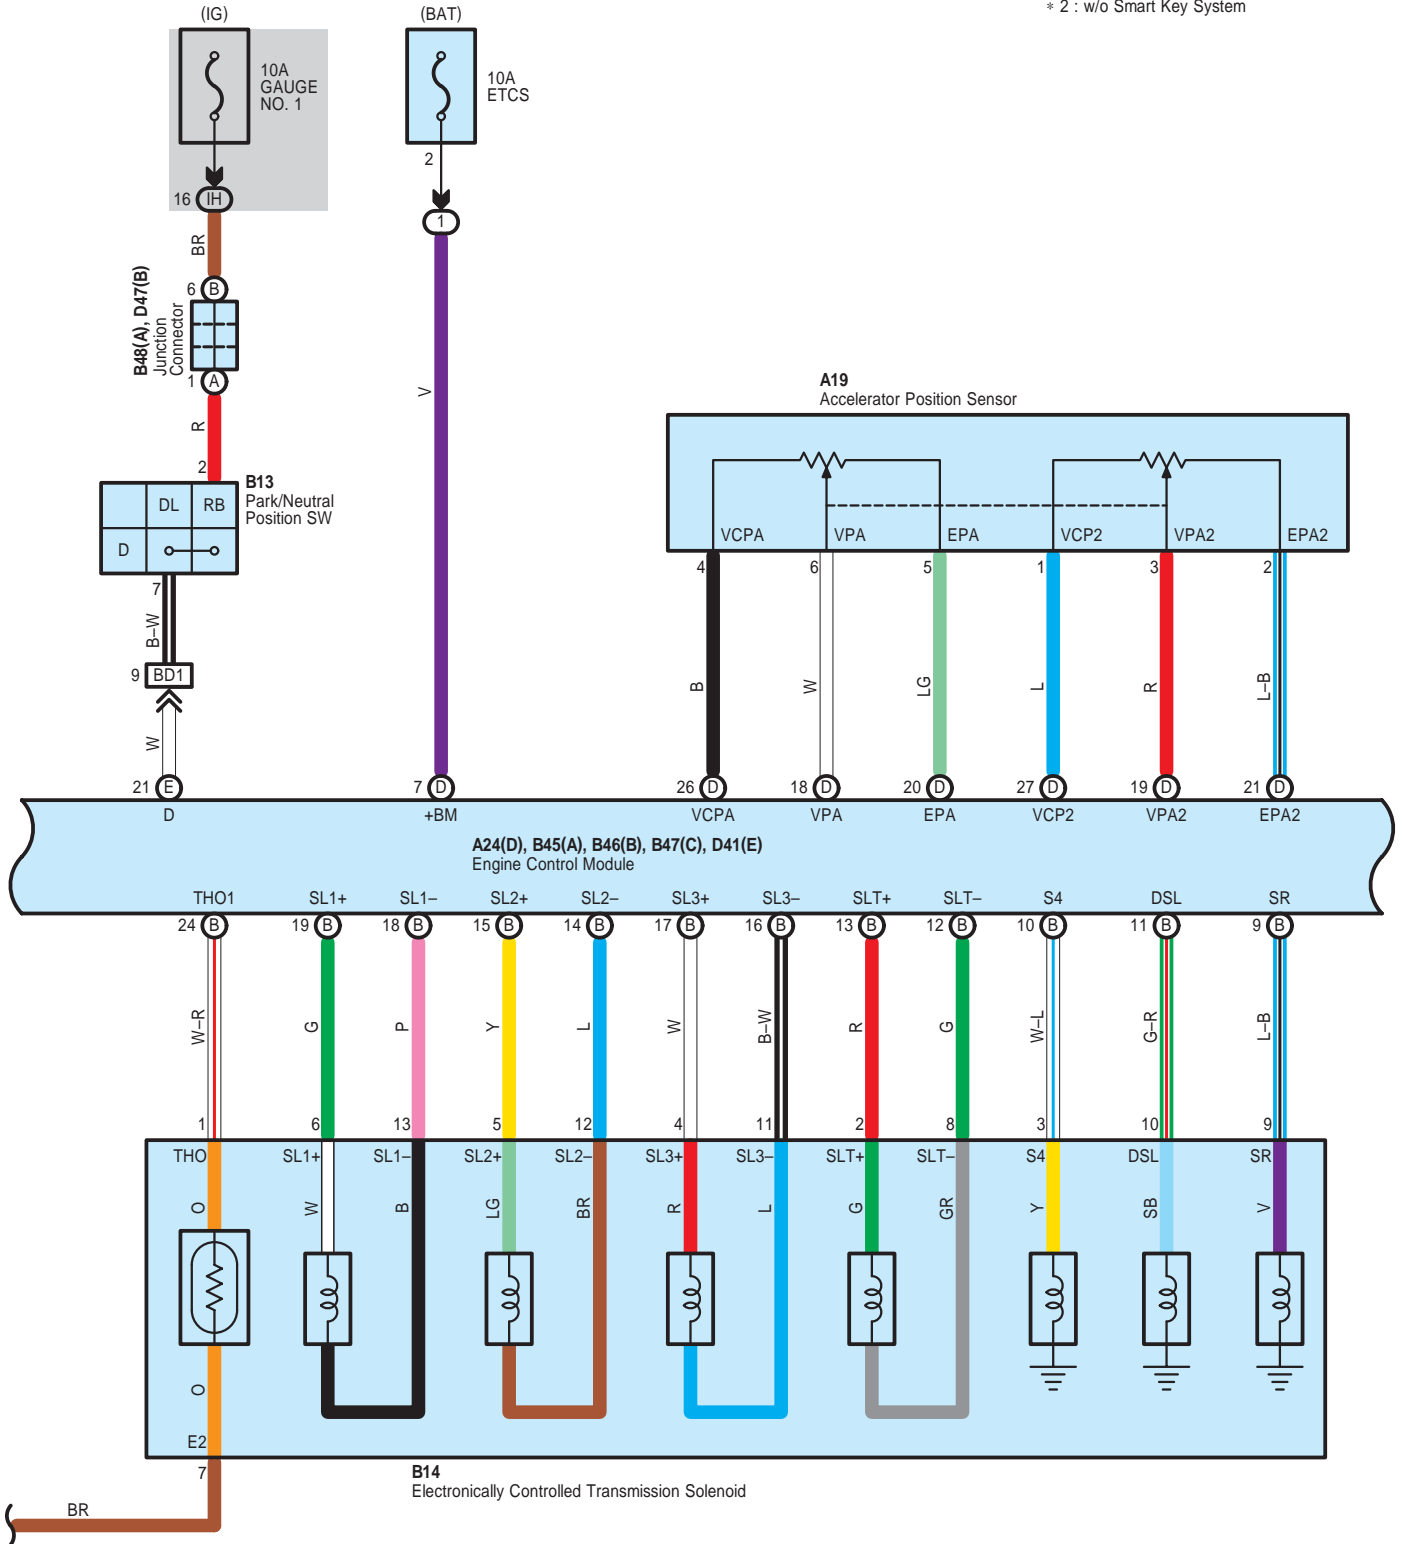 (IG)
(BAT)
* 2 : w/o Smart Key System
10A
GAUGE
NO. 1
10A
ETCS
2
16 IH
1
BR
6 B
B48(A), D47(B)
Junction
Connector
1 A
V
R
2
B13
Park/Neutral
Position SW
DL RB
D
7
B–W
9 BD1
W
A19
Accelerator Position Sensor
VCPA VPA EPA VCP2 VPA2 EPA2
4 6 5 1 3 2
B W LG L R L–B
21 E 7 D 26 D 18 D 20 D 27 D 19 D 21 D
D +BM VCPA VPA EPA VCP2 VPA2 EPA2
A24(D), B45(A), B46(B), B47(C), D41(E)
Engine Control Module
THO1 SL1+ SL1– SL2+ SL2– SL3+ SL3– SLT+ SLT– S4 DSL SR
24 B 19 B 18 B 15 B 14 B 17 B 16 B 13 B 12 B 10 B 11 B 9 B
W–R G P Y L W B–W R G W–L G–R L–B
1 6 13 5 12 4 11 2 8 3 10 9
THO SL1+ SL1– SL2+ SL2– SL3+ SL3– SLT+ SLT– S4 DSL SR
O W B LG BR R L G GR Y SB V
O
E2
7
B14
Electronically Controlled Transmission Solenoid
BR